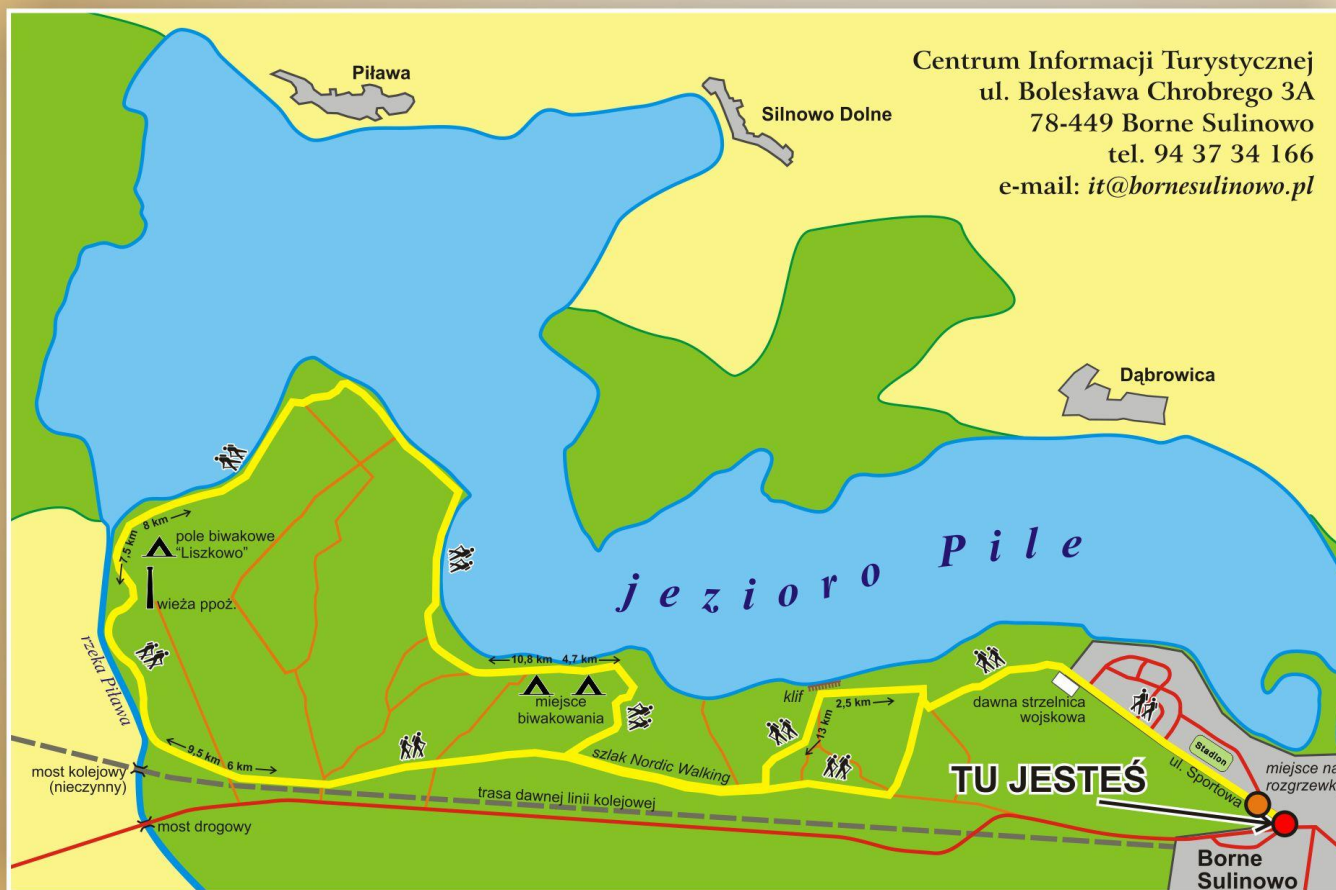 Centrum Informacji Turystycznej
ul. Bolesława Chrobrego 3A
78-449 Borne Sulinowo
tel. 94 37 34 166
e-mail: it@bornesulinowo.pl
Piława
Silnowo Dolne
Dąbrowica
jezioro Pile
8 km
7,5 km
pole biwakowe
"Liszkowo"
wieża ppoż.
rzeka Piława
10,8 km 4,7 km
miejsce
biwakowania
klif
2,5 km
13 km
dawna strzelnica
wojskowa
Stadion
ul. Sportowa
miejsce na
rozgrzewk
9,5 km 6 km
szlak Nordic Walking
most kolejowy
(nieczynny)
trasa dawnej linii kolejowej
TU JESTEŚ
most drogowy
Borne
Sulinowo